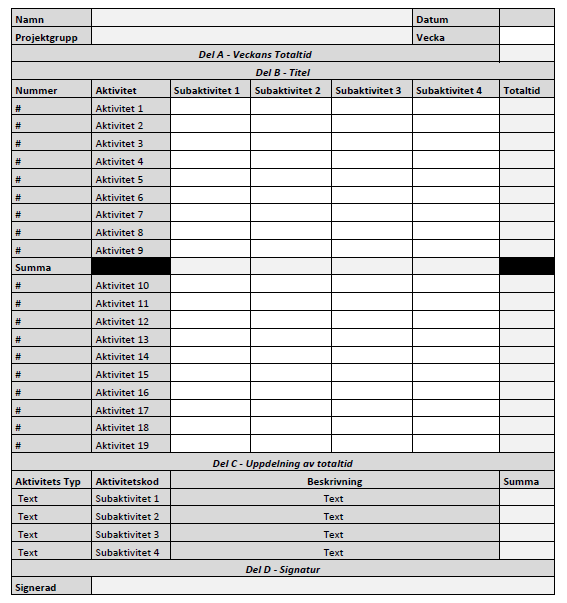 Namn Datum
Projektgrupp Vecka
Del A - Veckans Totaltid
Del B - Titel
Nummer Aktivitet Subaktivitet 1 Subaktivitet 2 Subaktivitet 3 Subaktivitet 4 Totaltid
# Aktivitet 1
# Aktivitet 2
# Aktivitet 3
# Aktivitet 4
# Aktivitet 5
# Aktivitet 6
# Aktivitet 7
# Aktivitet 8
# Aktivitet 9
Summa
# Aktivitet 10
# Aktivitet 11
# Aktivitet 12
# Aktivitet 13
# Aktivitet 14
# Aktivitet 15
# Aktivitet 16
# Aktivitet 17
# Aktivitet 18
# Aktivitet 19
Del C - Uppdelning av totaltid
Aktivitets Typ Aktivitetskod Beskrivning Summa
Text Subaktivitet 1 Text
Text Subaktivitet 2 Text
Text Subaktivitet 3 Text
Text Subaktivitet 4 Text
Del D - Signatur
Signerad